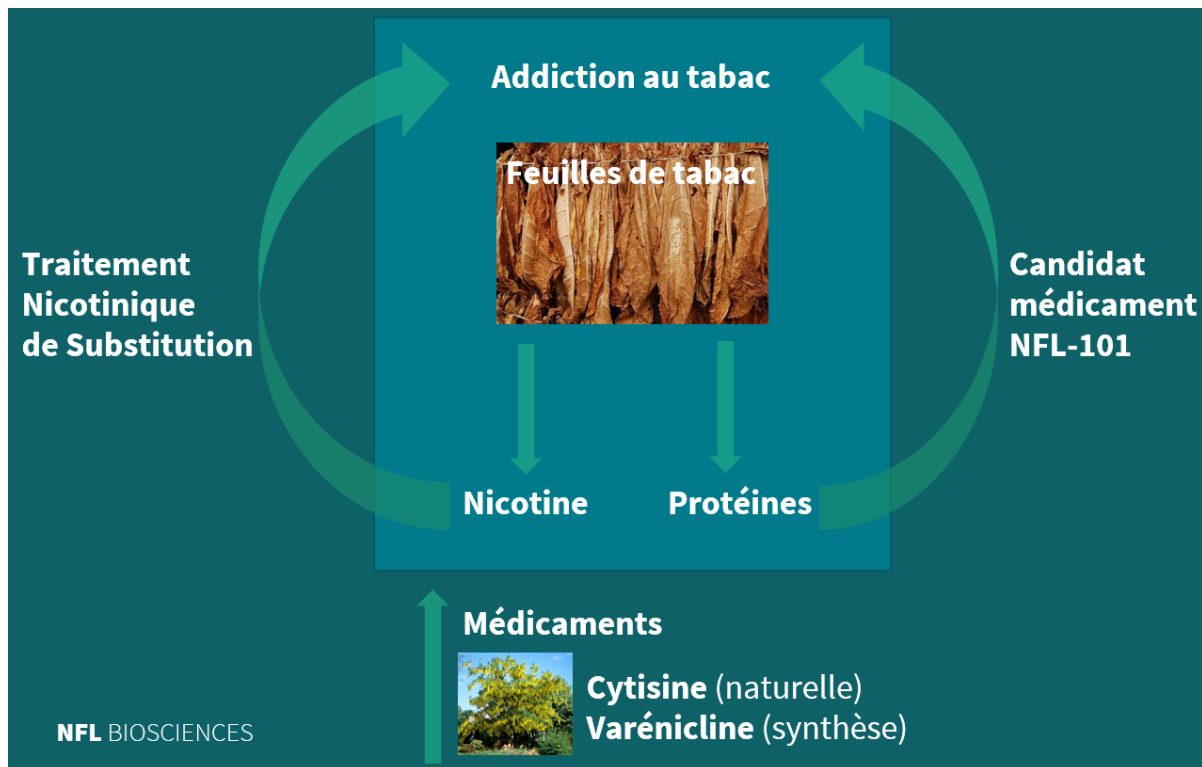 Addiction au tabac
Feuilles de tabac
Traitement
Nicotinique
de Substitution
Candidat
médicament
NFL-101
Nicotine
Protéines
Médicaments
Cytisine (naturelle)
Varénicline (synthèse)
NFL BIOSCIENCES